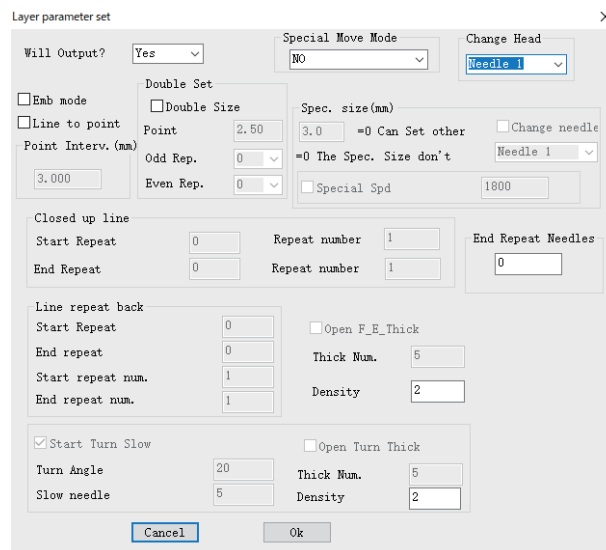 Layer parameter set
Will Output? Yes
Special Move Mode
NO
Change Head
Needle 1
Emb mode
Line to point
Point Interv. (mm)
3.000
Double Set
Double Size
Point 2.50
Odd Rep. 0
Even Rep. 0
Spec. size(mm)
3.0 =0 Can Set other
=0 The Spec. Size don't
Change needle
Needle 1
Special Spd 1800
Closed up line
Start Repeat 0 Repeat number 1
End Repeat 0 Repeat number 1
End Repeat Needles
0
Line repeat back
Start Repeat 0
End repeat 0
Start repeat num. 1
End repeat num. 1
Open F_E_Thick
Thick Num. 5
Density 2
Start Turn Slow
Turn Angle 20
Slow needle 5
Open Turn Thick
Thick Num. 5
Density 2
Cancel Ok